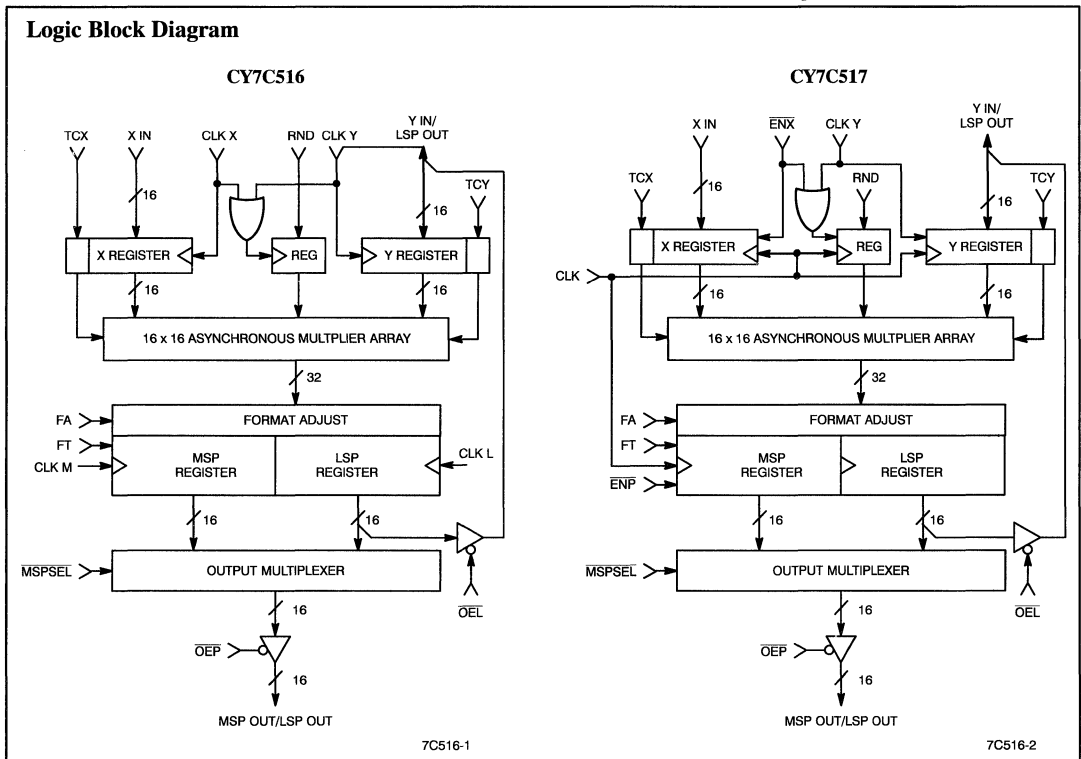 Logic Block Diagram
CY7C516
TCX
X IN
CLK X
RND
CLK Y
Y IN/
LSP OUT
TCY
16
16
X REGISTER
REG
Y REGISTER
16
16
16 x 16 ASYNCHRONOUS MULTPLIER ARRAY
32
FA
FORMAT ADJUST
FT
CLK M
MSP
REGISTER
LSP
REGISTER
CLK L
16
16
MSPSEL
OUTPUT MULTIPLEXER
OEL
16
OEP
16
MSP OUT/LSP OUT
7C516-1
CY7C517
X IN
ENX
CLK Y
Y IN/
LSP OUT
TCX
RND
TCY
16
16
X REGISTER
REG
Y REGISTER
CLK
16
16
16 x 16 ASYNCHRONOUS MULTPLIER ARRAY
32
FA
FORMAT ADJUST
FT
ENP
MSP
REGISTER
LSP
REGISTER
16
16
MSPSEL
OUTPUT MULTIPLEXER
OEL
16
OEP
16
MSP OUT/LSP OUT
7C516-2